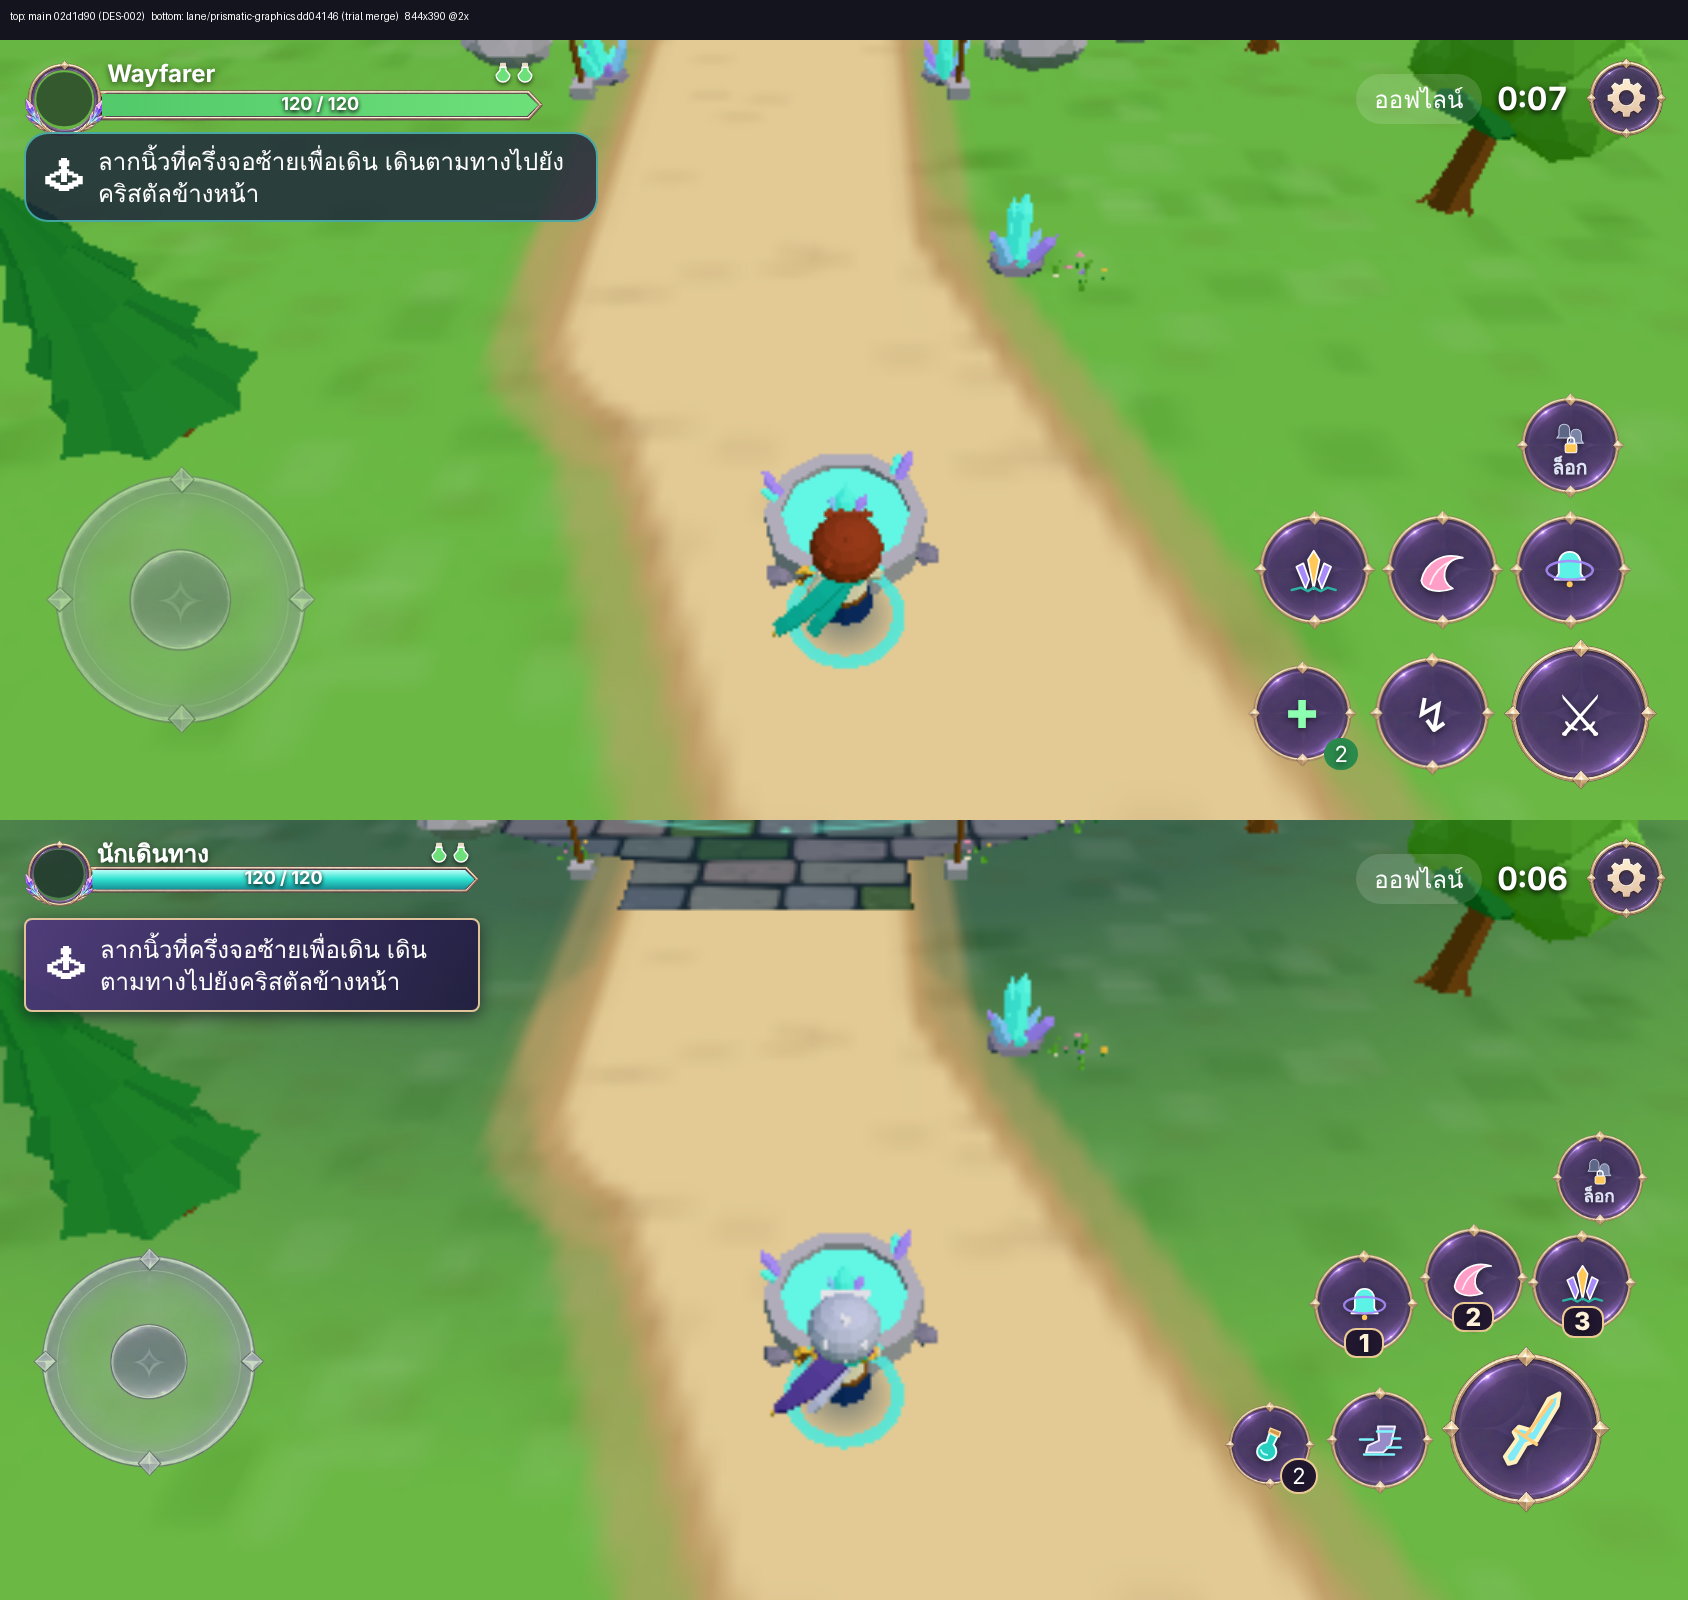 top: main 02d1d90 (DES-002) bottom: lane/prismatic-graphics dd04146 (trial merge) 844x390 @2x
Wayfarer
120 / 120
ออฟไลน์ 0:07
ลากนิ้วที่ครึ่งจอซ้ายเพื่อเดิน เดินตามทางไปยัง
คริสตัลข้างหน้า
ล็อก
2
นักเดินทาง
120 / 120
ออฟไลน์ 0:06
ลากนิ้วที่ครึ่งจอซ้ายเพื่อเดิน เดิน
ตามทางไปยังคริสตัลข้างหน้า
ล็อก
1 2 3
2